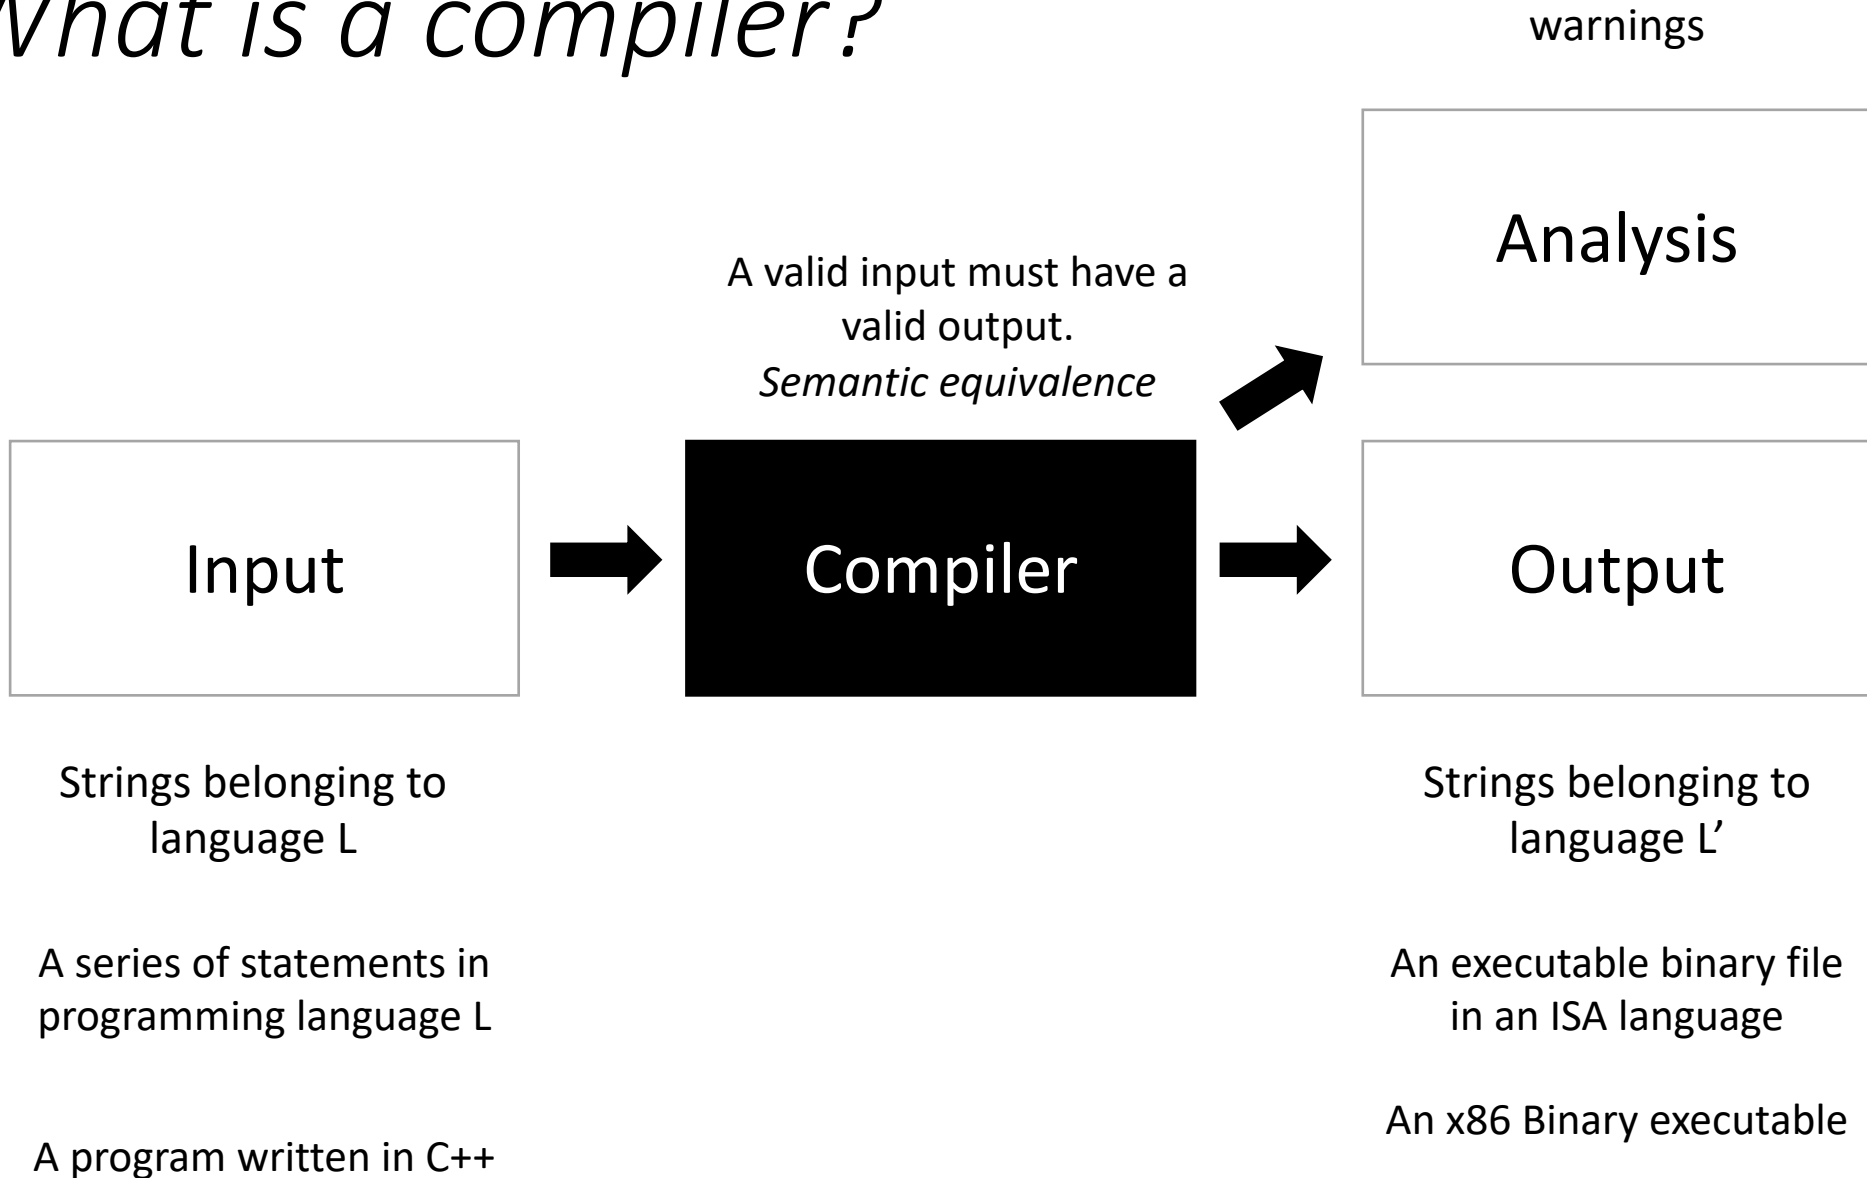 What is a compiler?
warnings
Analysis
A valid input must have a
valid output.
Semantic equivalence
Input
Compiler
Output
Strings belonging to
language L
Strings belonging to
language L’
A series of statements in
programming language L
An executable binary file
in an ISA language
A program written in C++
An x86 Binary executable